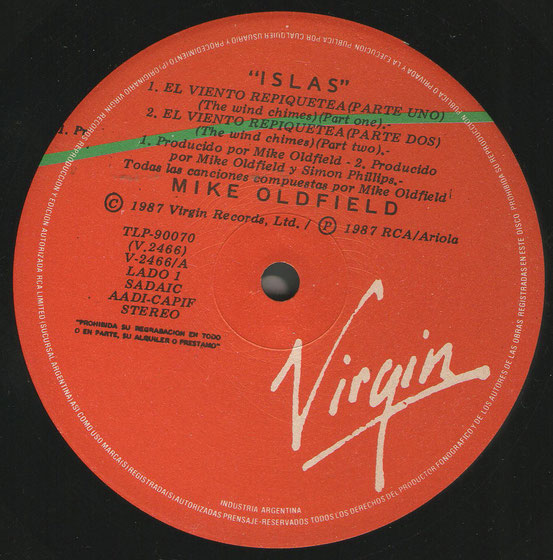 "ISLAS"
1. EL VIENTO REPIQUETEA(PARTE UNO)
(The wind chimes)(Part one).-
2. EL VIENTO REPIQUETEA(PARTE DOS)
(The wind chimes)(Part two).-
1. Pr
1. Producido por Mike Oldfield - 2. Producido
por Mike Oldfield y Simon Phillips.-
Todas las canciones compuestas por Mike Oldfield
MIKE OLDFIELD
© 1987 Virgin Records, Ltd. / ℗ 1987 RCA/Ariola
TLP-90070
(V.2466)
V-2466/A
LADO 1
SADAIC
AADI-CAPIF
STEREO
"PROHIBIDA SU REGRABACION EN TODO
O EN PARTE, SU ALQUILER O PRESTAMO"
Virgin
INDUSTRIA ARGENTINA